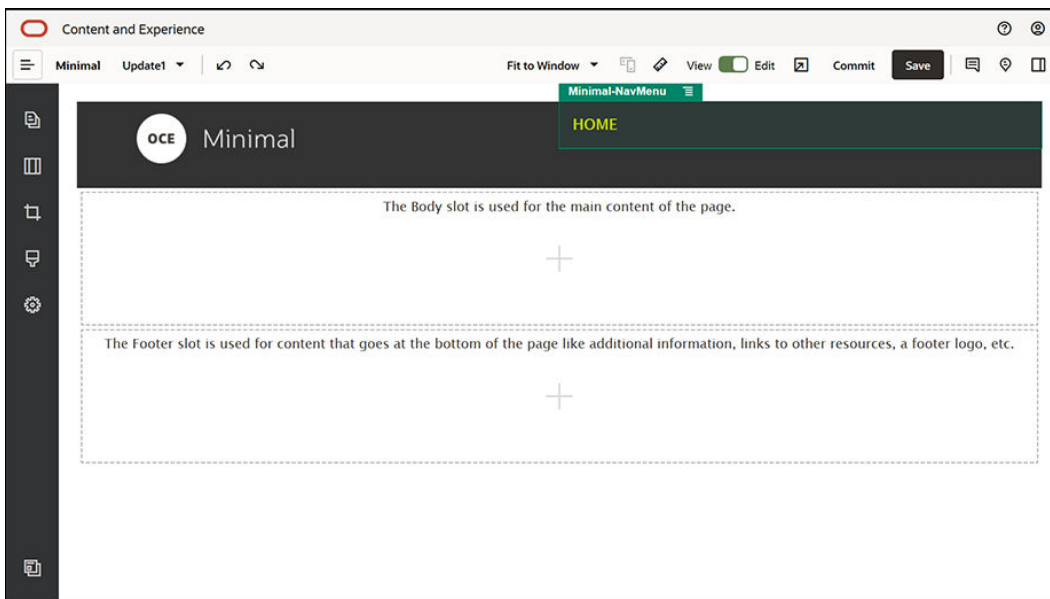 Content and Experience
Minimal Update1 Fit to Window View Edit Commit Save
Minimal-NavMenu
HOME
OCE Minimal
The Body slot is used for the main content of the page.
The Footer slot is used for content that goes at the bottom of the page like additional information, links to other resources, a footer logo, etc.